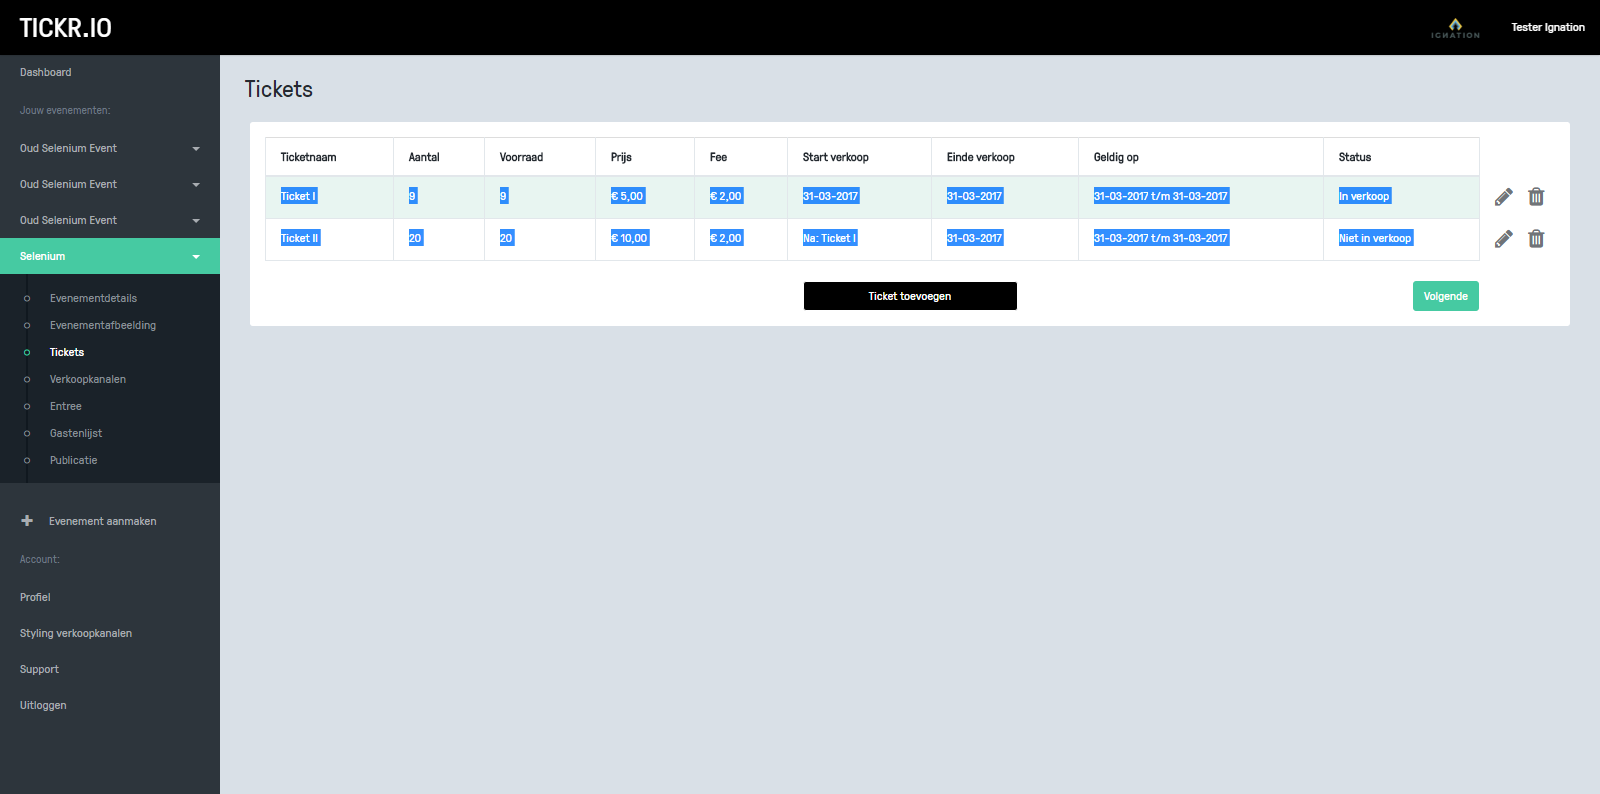 TICKR.IO
IGNATION
Tester Ignation
Dashboard
Jouw evenementen:
Oud Selenium Event
Oud Selenium Event
Oud Selenium Event
Selenium
Evenementdetails
Evenementafbeelding
Tickets
Verkoopkanalen
Entree
Gastenlijst
Publicatie
Evenement aanmaken
Account:
Profiel
Styling verkoopkanalen
Support
Uitloggen
Tickets
Ticketnaam Aantal Voorraad Prijs Fee Start verkoop Einde verkoop Geldig op Status
Ticket I 9 9 € 5,00 € 2,00 31-03-2017 31-03-2017 31-03-2017 t/m 31-03-2017 In verkoop
Ticket II 20 20 € 10,00 € 2,00 Na: Ticket I 31-03-2017 31-03-2017 t/m 31-03-2017 Niet in verkoop
Ticket toevoegen
Volgende